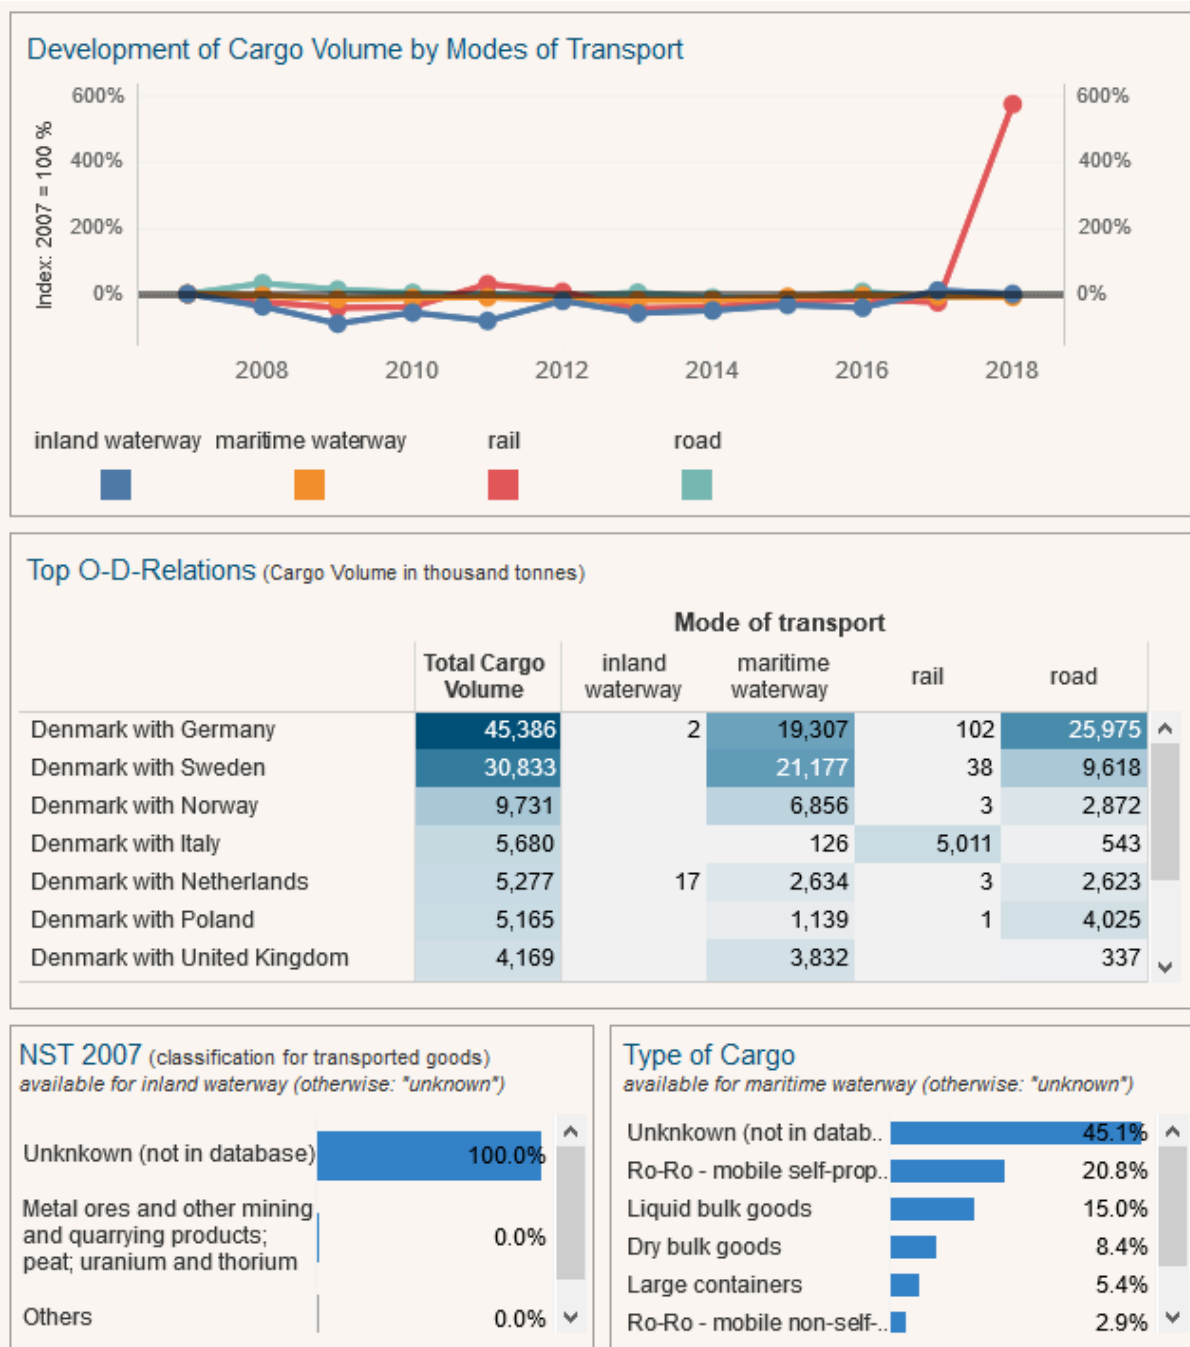 Development of Cargo Volume by Modes of Transport
Index: 2007 = 100 %
600% 600%
400% 400%
200% 200%
0% 0%
2008 2010 2012 2014 2016 2018
inland waterway maritime waterway rail road
Top O-D-Relations (Cargo Volume in thousand tonnes)
Mode of transport
Total Cargo Volume inland waterway maritime waterway rail road
Denmark with Germany 45,386 2 19,307 102 25,975
Denmark with Sweden 30,833 21,177 38 9,618
Denmark with Norway 9,731 6,856 3 2,872
Denmark with Italy 5,680 126 5,011 543
Denmark with Netherlands 5,277 17 2,634 3 2,623
Denmark with Poland 5,165 1,139 1 4,025
Denmark with United Kingdom 4,169 3,832 337
NST 2007 (classification for transported goods)
available for inland waterway (otherwise: "unknown")
Unknkown (not in database) 100.0%
Metal ores and other mining
and quarrying products; 0.0%
peat; uranium and thorium
Others 0.0%
Type of Cargo
available for maritime waterway (otherwise: "unknown")
Unknkown (not in datab.. 45.1%
Ro-Ro - mobile self-prop.. 20.8%
Liquid bulk goods 15.0%
Dry bulk goods 8.4%
Large containers 5.4%
Ro-Ro - mobile non-self-.. 2.9%